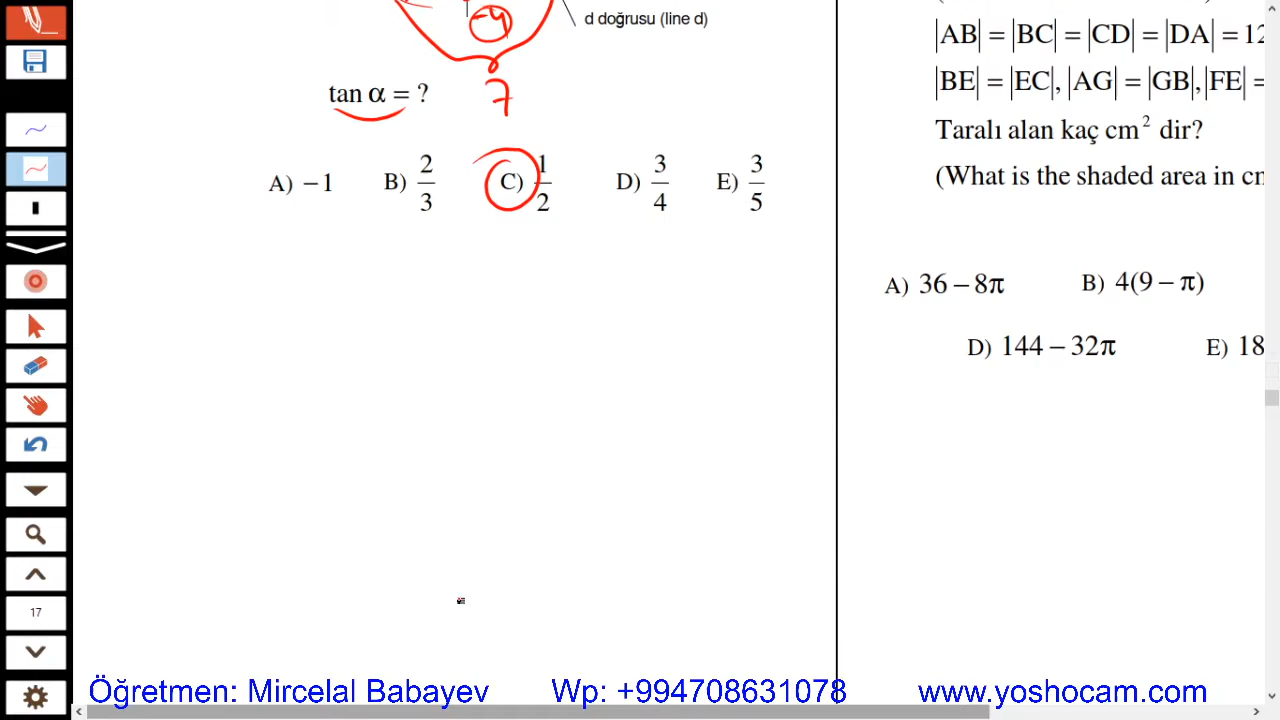 -4
d doğrusu (line d)
tan α = ?
7
A) −1 B) 2/3 C) 1/2 D) 3/4 E) 3/5
|AB| = |BC| = |CD| = |DA| = 12
|BE| = |EC|, |AG| = |GB|, |FE| =
Taralı alan kaç cm² dir?
(What is the shaded area in cm
A) 36 − 8π B) 4(9 − π)
D) 144 − 32π E) 18
17
Öğretmen: Mircelal Babayev Wp: +994708631078 www.yoshocam.com